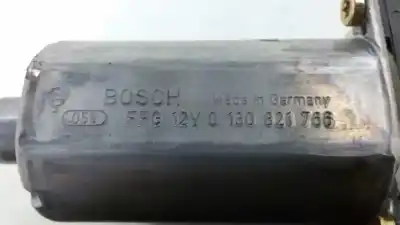 BOSCH Made in Germany
FPG 12V 0 130 821 766